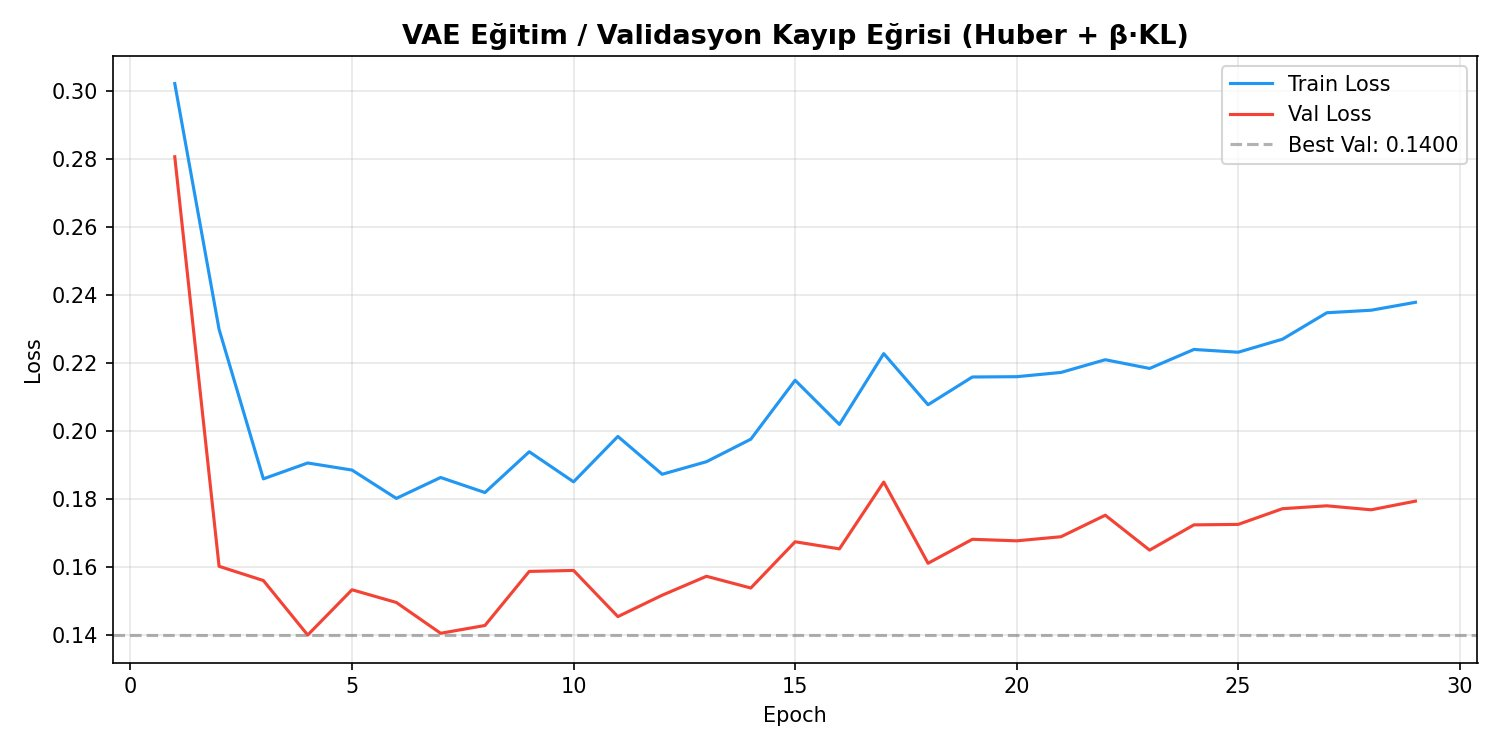 VAE Eğitim / Validasyon Kayıp Eğrisi (Huber + β·KL)
Train Loss
Val Loss
Best Val: 0.1400
Loss
0.30
0.28
0.26
0.24
0.22
0.20
0.18
0.16
0.14
0 5 10 15 20 25 30
Epoch